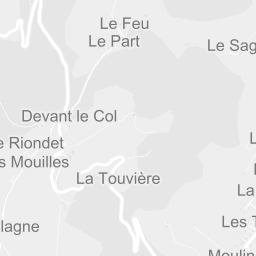 Le Feu
Le Part
Le Sag
Devant le Col
e Riondet
s Mouilles
La Touvière
L
La
Les T
lagne
Moulin